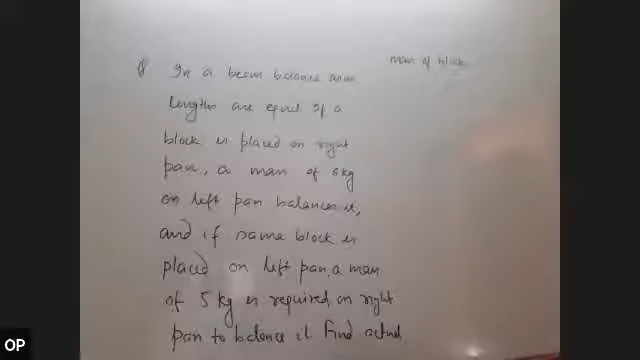 Q In a beam balance arm
lengths are equal if a
block is placed on right
pan, a mass of 6kg
on left pan balances it,
and if same block is
placed on left pan, a mass
of 5 kg is required on right
pan to balance it. Find actual
mass of block
OP